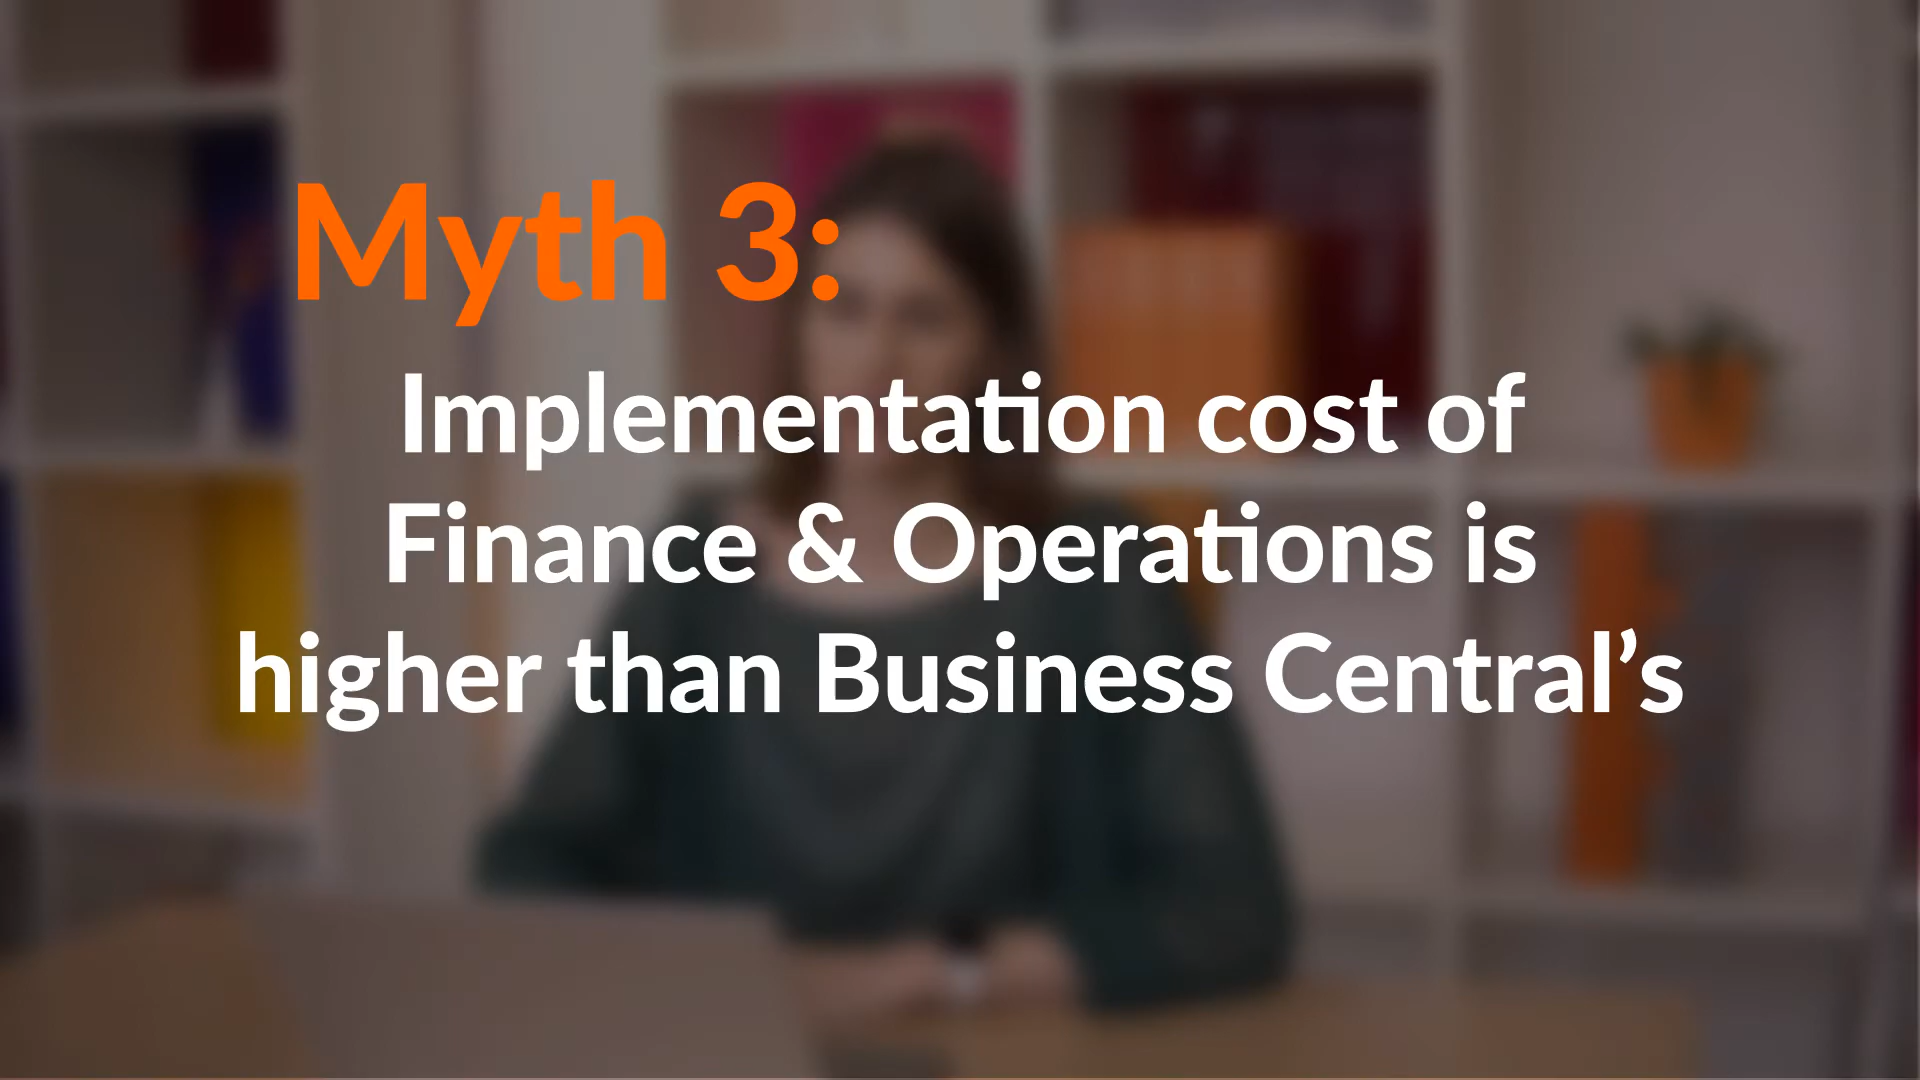 Myth 3:
Implementation cost of
Finance & Operations is
higher than Business Central’s